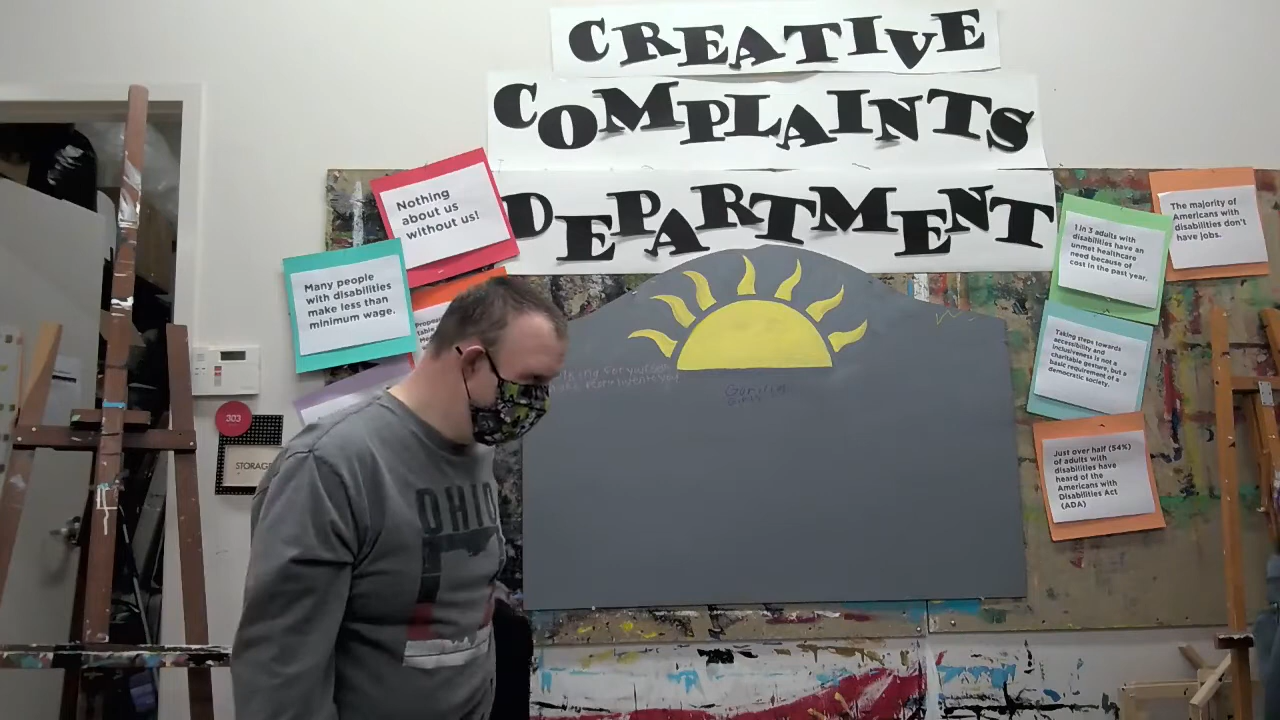 CREATIVE
COMPLAINTS
DEPARTMENT
Nothing
about us
without us!
Many people
with disabilities
make less than
minimum wage.
The majority of
Americans with
disabilities don't
have jobs.
1 in 3 adults with
disabilities have an
unmet healthcare
need because of
cost in the past year.
Taking steps towards
accessibility and
inclusiveness is not a
charitable gesture, but a
basic requirement of a
democratic society.
Just over half (54%)
of adults with
disabilities have
heard of the
Americans with
Disabilities Act
(ADA)
303
STORAGE
OHIO